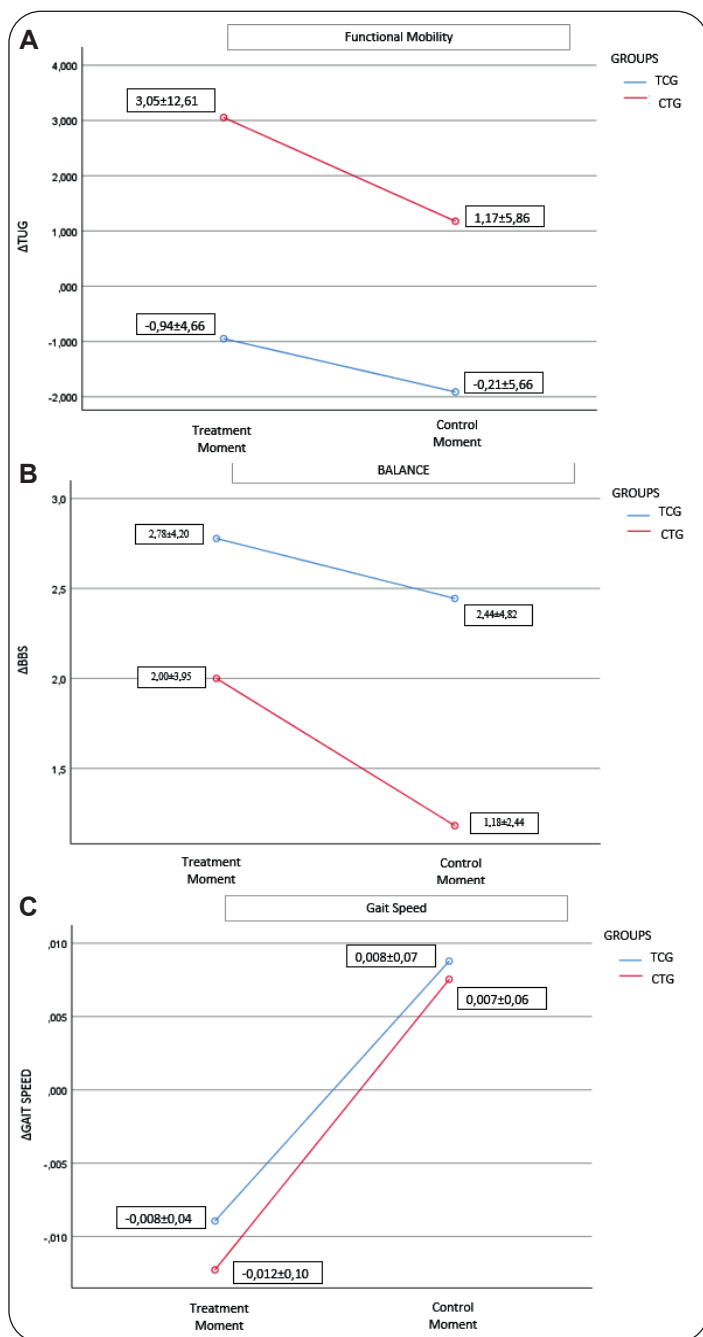 A
Functional Mobility
GROUPS
TCG
CTG
4,000
3,000
2,000
1,000
,000
-1,000
-2,000
ΔTUG
3,05±12,61
1,17±5,86
-0,94±4,66
-0,21±5,66
Treatment
Moment
Control
Moment
B
BALANCE
GROUPS
TCG
CTG
3,0
2,5
2,0
1,5
ΔBBS
2,78±4,20
2,44±4,82
2,00±3,95
1,18±2,44
Treatment
Moment
Control
Moment
C
Gait Speed
GROUPS
TCG
CTG
,010
,005
,000
-,005
-,010
ΔGAIT SPEED
0,008±0,07
0,007±0,06
-0,008±0,04
-0,012±0,10
Treatment
Moment
Control
Moment